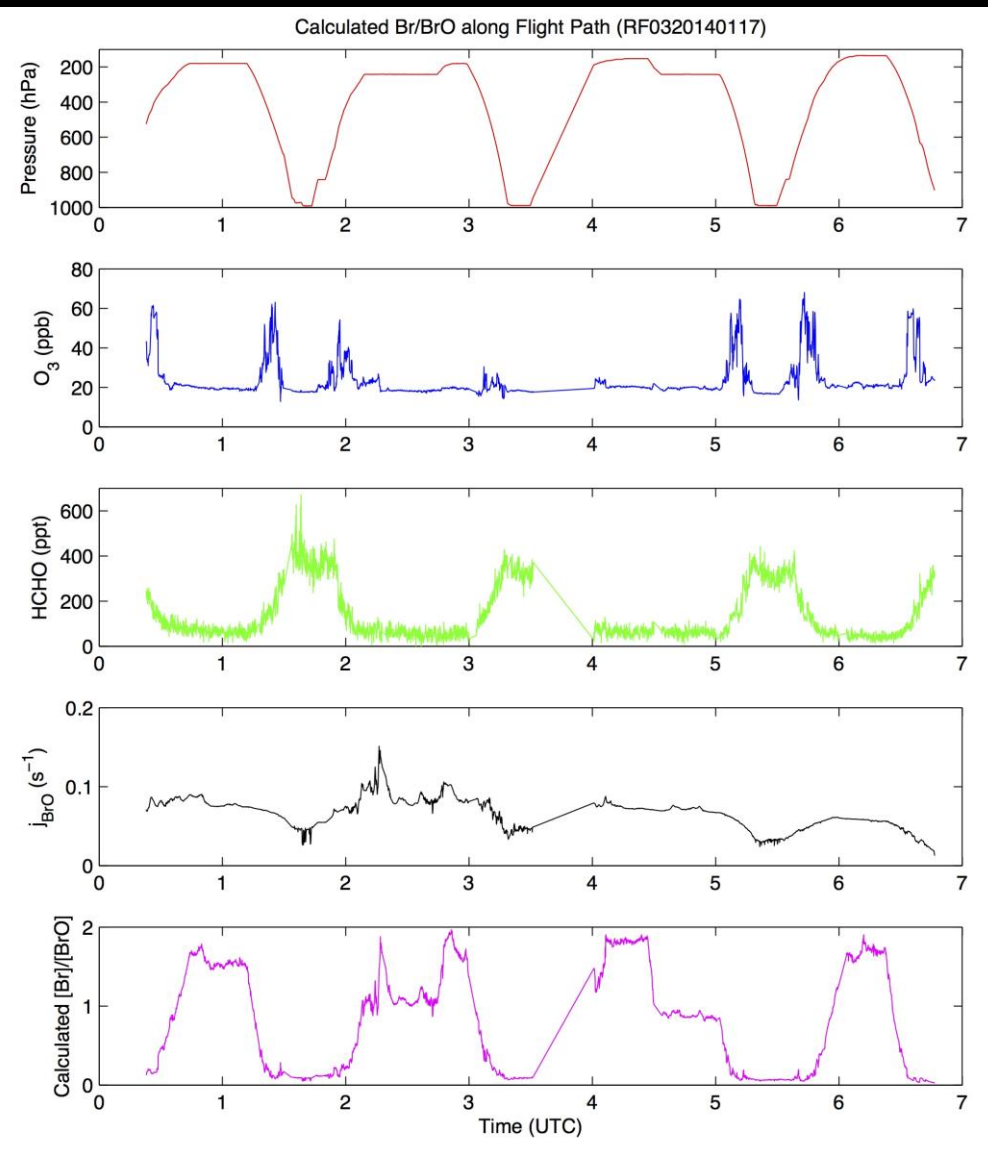 Calculated Br/BrO along Flight Path (RF0320140117)
Pressure (hPa)
200
400
600
800
1000
0 1 2 3 4 5 6 7
O3 (ppb)
80
60
40
20
0
0 1 2 3 4 5 6 7
HCHO (ppt)
600
400
200
0
0 1 2 3 4 5 6 7
jBrO (s−1)
0.2
0.1
0
0 1 2 3 4 5 6 7
Calculated [Br]/[BrO]
2
1
0
0 1 2 3 4 5 6 7
Time (UTC)